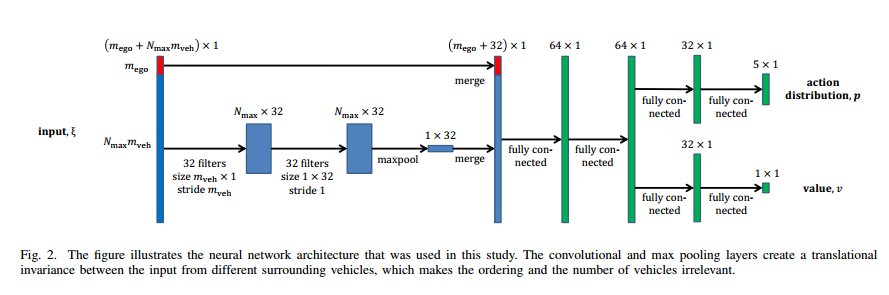 (m_ego + N_max m_veh) × 1
(m_ego + 32) × 1
64 × 1
64 × 1
32 × 1
5 × 1
m_ego
merge
action
distribution, p
N_max × 32
N_max × 32
fully con-
nected
fully con-
nected
input, ξ
N_max m_veh
1 × 32
32 × 1
32 filters
size m_veh × 1
stride m_veh
32 filters
size 1 × 32
stride 1
maxpool
merge
fully con-
nected
fully con-
nected
1 × 1
value, v
fully con-
nected
fully con-
nected
Fig. 2. The figure illustrates the neural network architecture that was used in this study. The convolutional and max pooling layers create a translational
invariance between the input from different surrounding vehicles, which makes the ordering and the number of vehicles irrelevant.